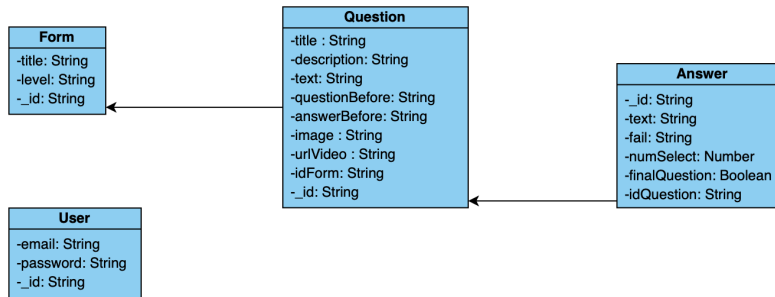 Form
-title: String
-level: String
-_id: String
Question
-title : String
-description: String
-text: String
-questionBefore: String
-answerBefore: String
-image : String
-urlVideo : String
-idForm: String
-_id: String
Answer
-_id: String
-text: String
-fail: String
-numSelect: Number
-finalQuestion: Boolean
-idQuestion: String
User
-email: String
-password: String
-_id: String